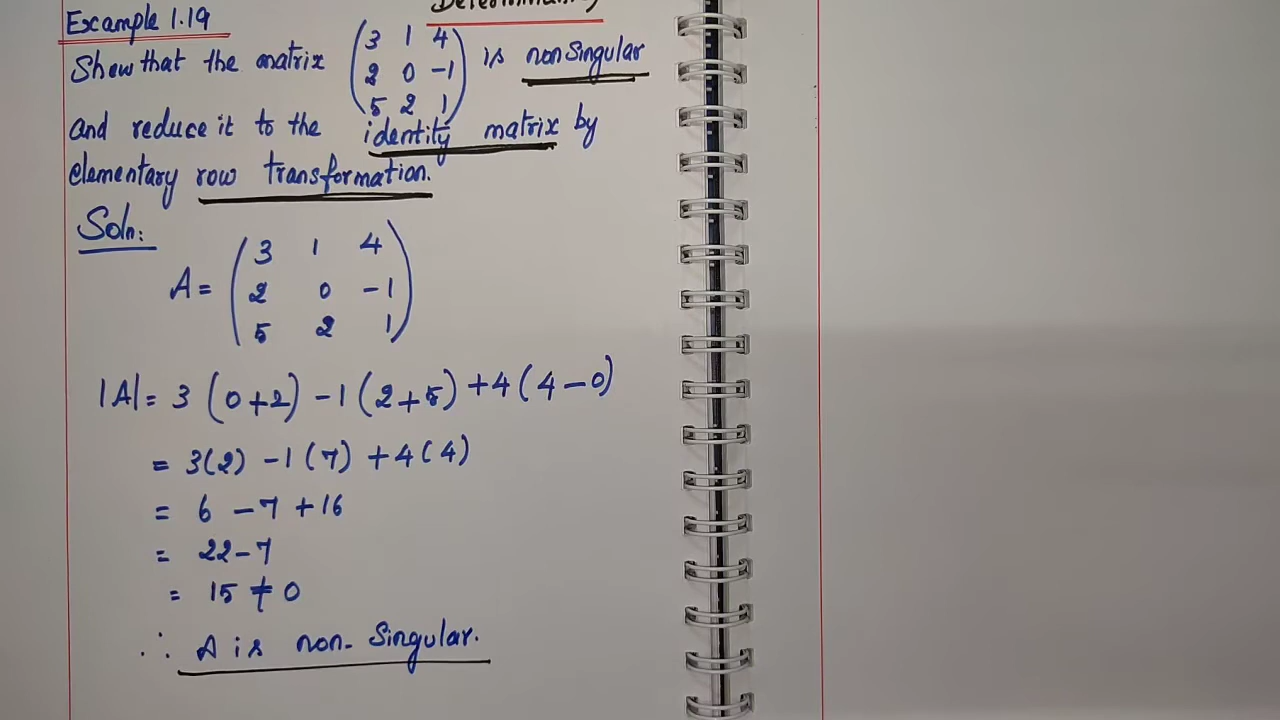 Example 1.19
Show that the matrix (3 1 4 is non Singular
2 0 -1
5 2 1)
and reduce it to the identity matrix by
elementary row transformation.
Soln:
A = (3 1 4
2 0 -1
5 2 1)
|A| = 3 (0+2) -1 (2+5) +4 (4-0)
= 3(2) -1 (7) +4(4)
= 6 -7 +16
= 22-7
= 15 ≠ 0
∴ A is non- Singular.